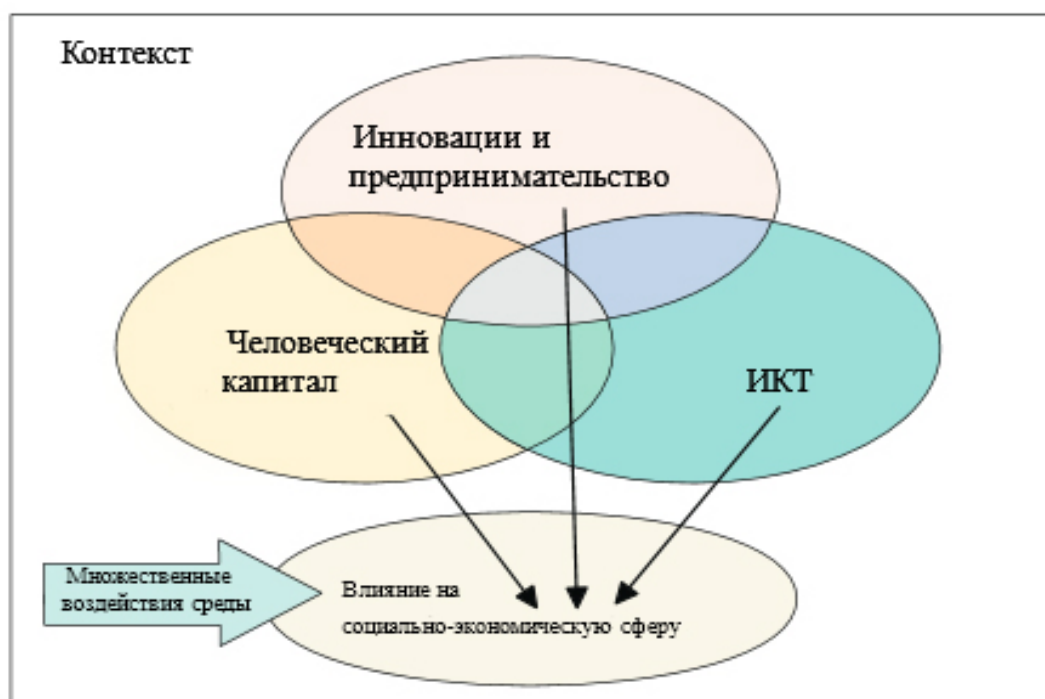 Контекст
Инновации и
предпринимательство
Человеческий
капитал
ИКТ
Множественные
воздействия среды
Влияние на
социально-экономическую сферу